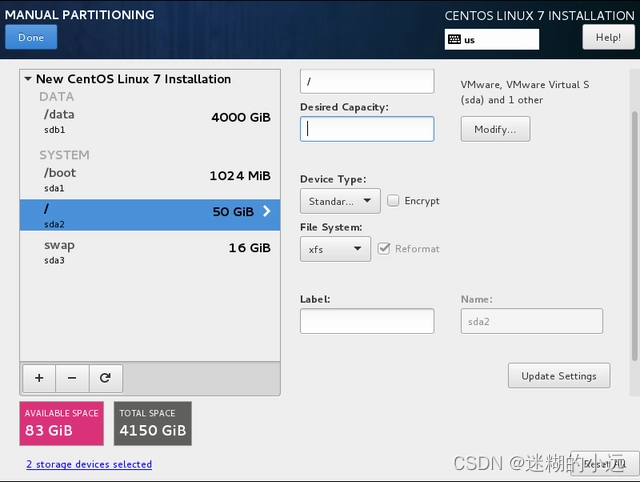 MANUAL PARTITIONING
CENTOS LINUX 7 INSTALLATION
Done
us
Help!
New CentOS Linux 7 Installation
DATA
/data
4000 GiB
sdb1
SYSTEM
/boot
1024 MiB
sda1
/
50 GiB
sda2
swap
16 GiB
sda3
+ −
AVAILABLE SPACE
83 GiB
TOTAL SPACE
4150 GiB
2 storage devices selected
/
Desired Capacity:
VMware, VMware Virtual S
(sda) and 1 other
Modify...
Device Type:
Standar...
Encrypt
File System:
xfs
Reformat
Label:
Name:
sda2
Update Settings
Reset All
CSDN @迷糊的小远